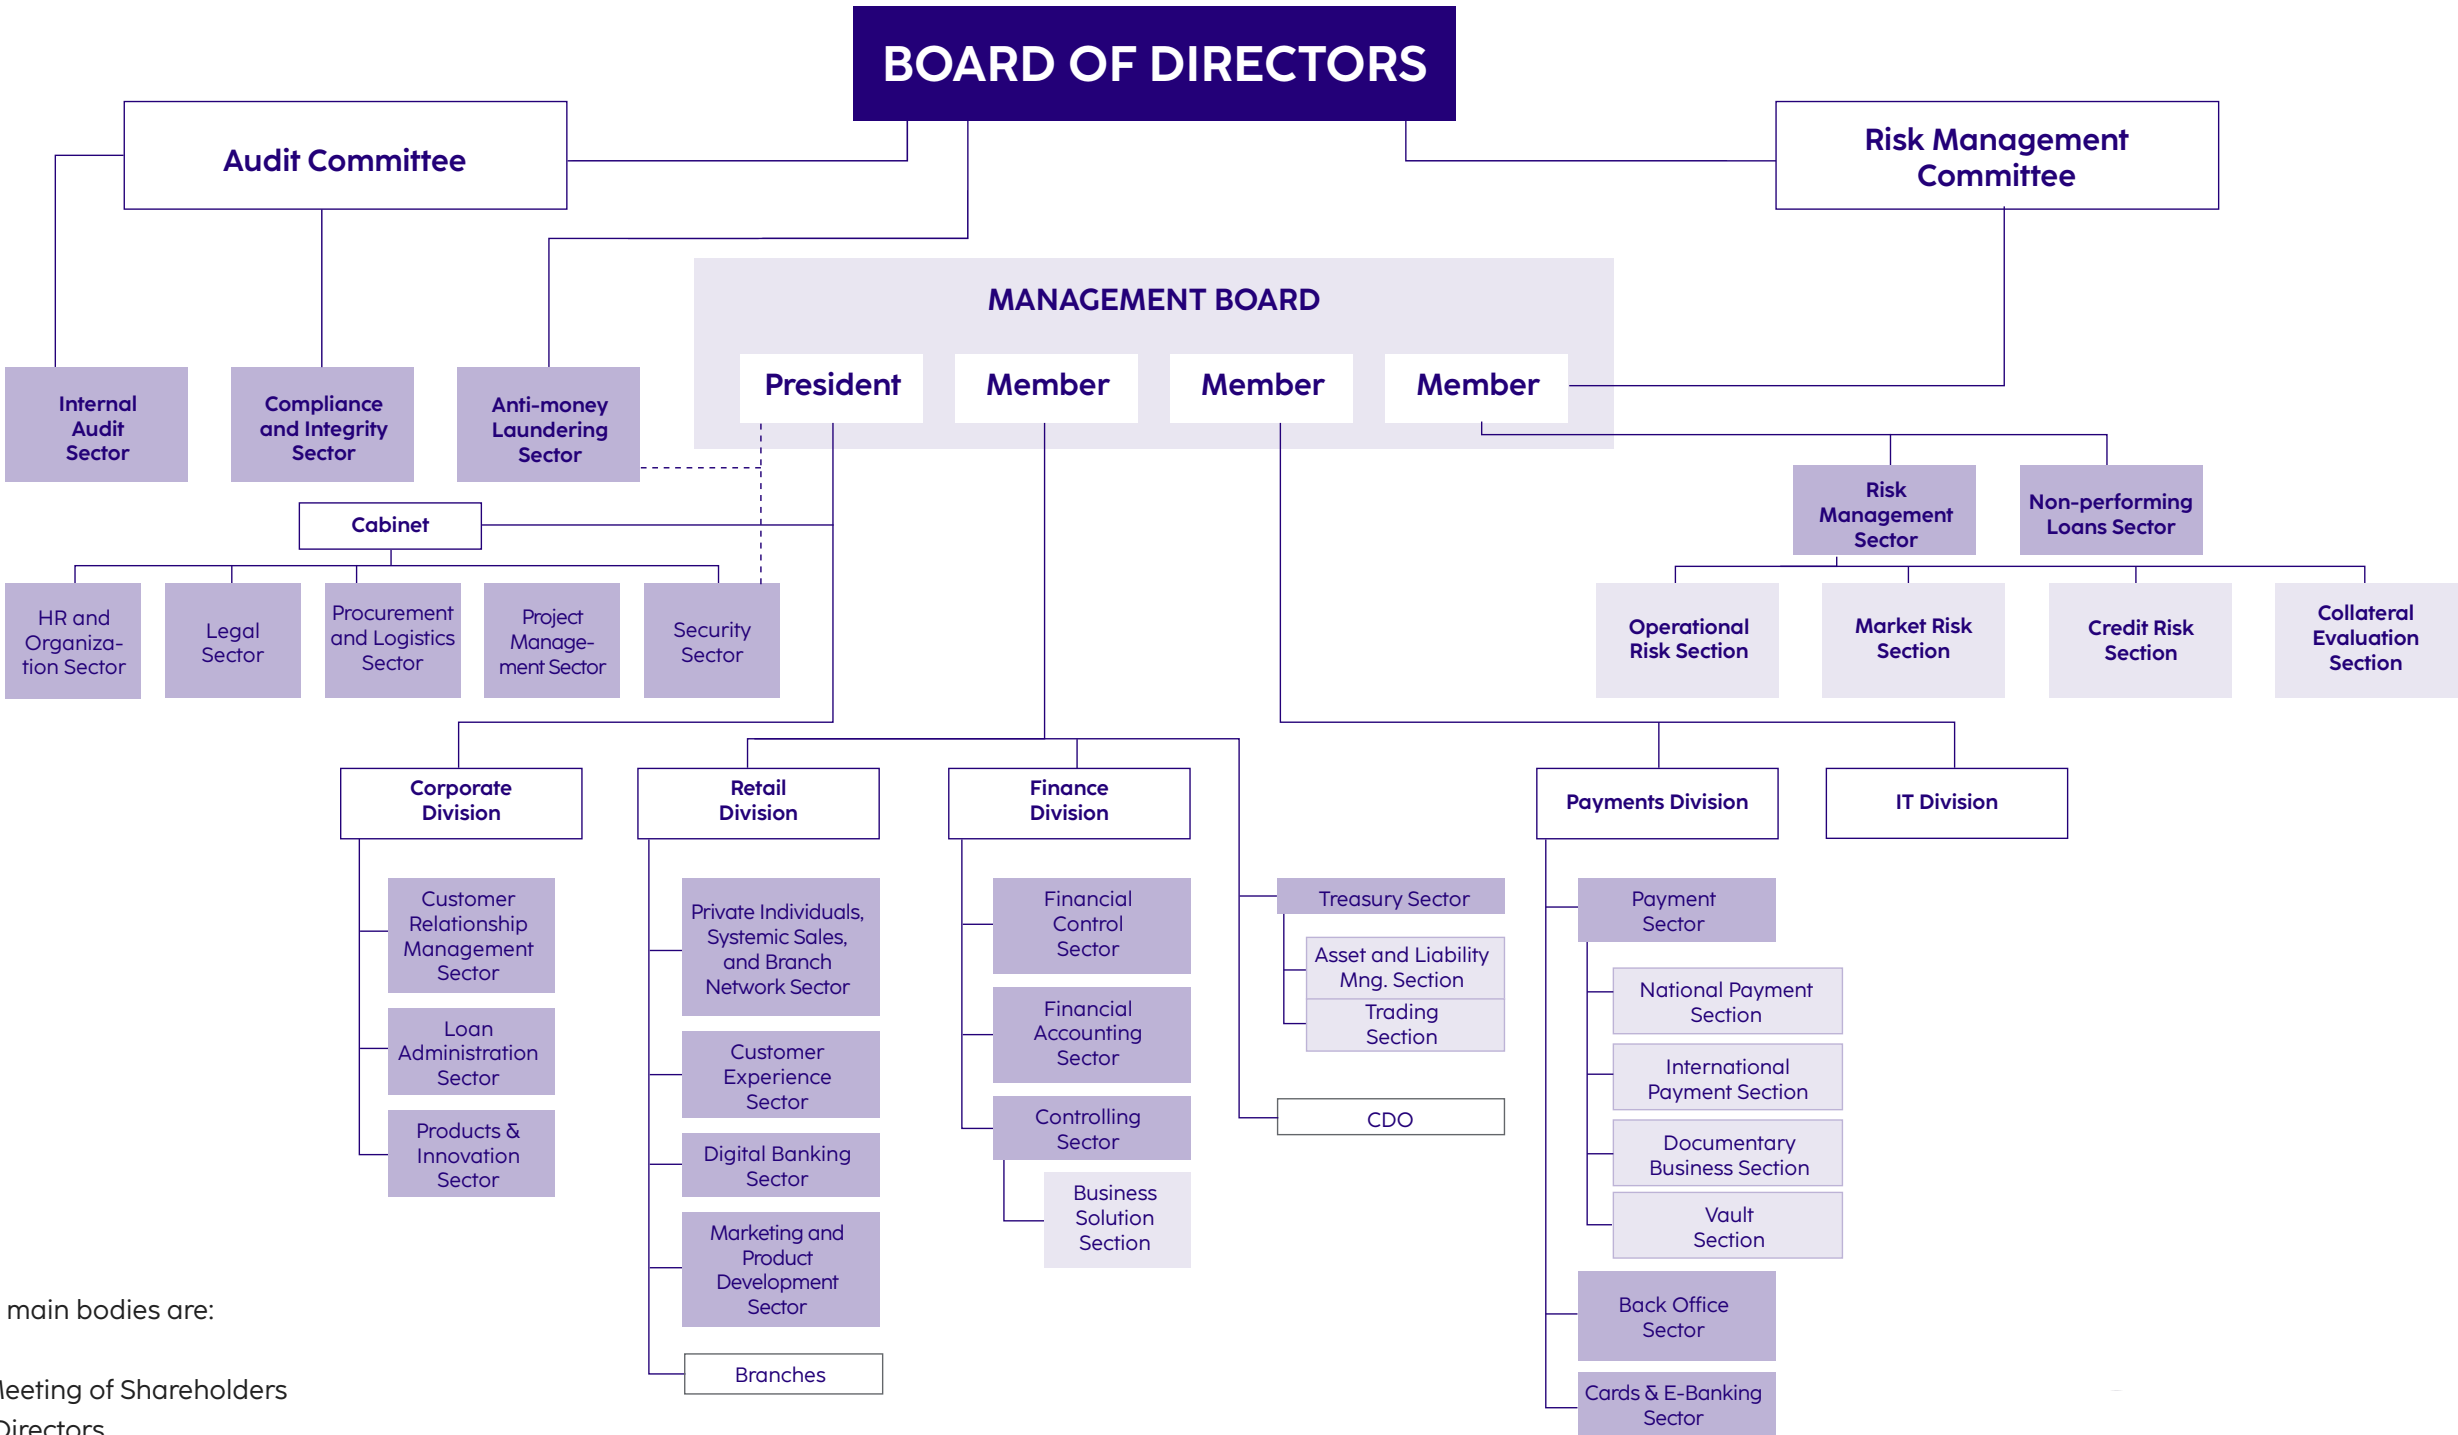 BOARD OF DIRECTORS
Audit Committee
Risk Management
Committee
MANAGEMENT BOARD
President
Member
Member
Member
Internal
Audit
Sector
Compliance
and Integrity
Sector
Anti-money
Laundering
Sector
Risk
Management
Sector
Non-performing
Loans Sector
Cabinet
HR and
Organiza-
tion Sector
Legal
Sector
Procurement
and Logistics
Sector
Project
Manage-
ment Sector
Security
Sector
Operational
Risk Section
Market Risk
Section
Credit Risk
Section
Collateral
Evaluation
Section
Corporate
Division
Retail
Division
Finance
Division
Payments Division
IT Division
Customer
Relationship
Management
Sector
Loan
Administration
Sector
Products &
Innovation
Sector
Private Individuals,
Systemic Sales,
and Branch
Network Sector
Customer
Experience
Sector
Digital Banking
Sector
Marketing and
Product
Development
Sector
Branches
Financial
Control
Sector
Financial
Accounting
Sector
Controlling
Sector
Business
Solution
Section
Treasury Sector
Asset and Liability
Mng. Section
Trading
Section
CDO
Payment
Sector
National Payment
Section
International
Payment Section
Documentary
Business Section
Vault
Section
Back Office
Sector
Cards & E-Banking
Sector
main bodies are:
Meeting of Shareholders
Directors